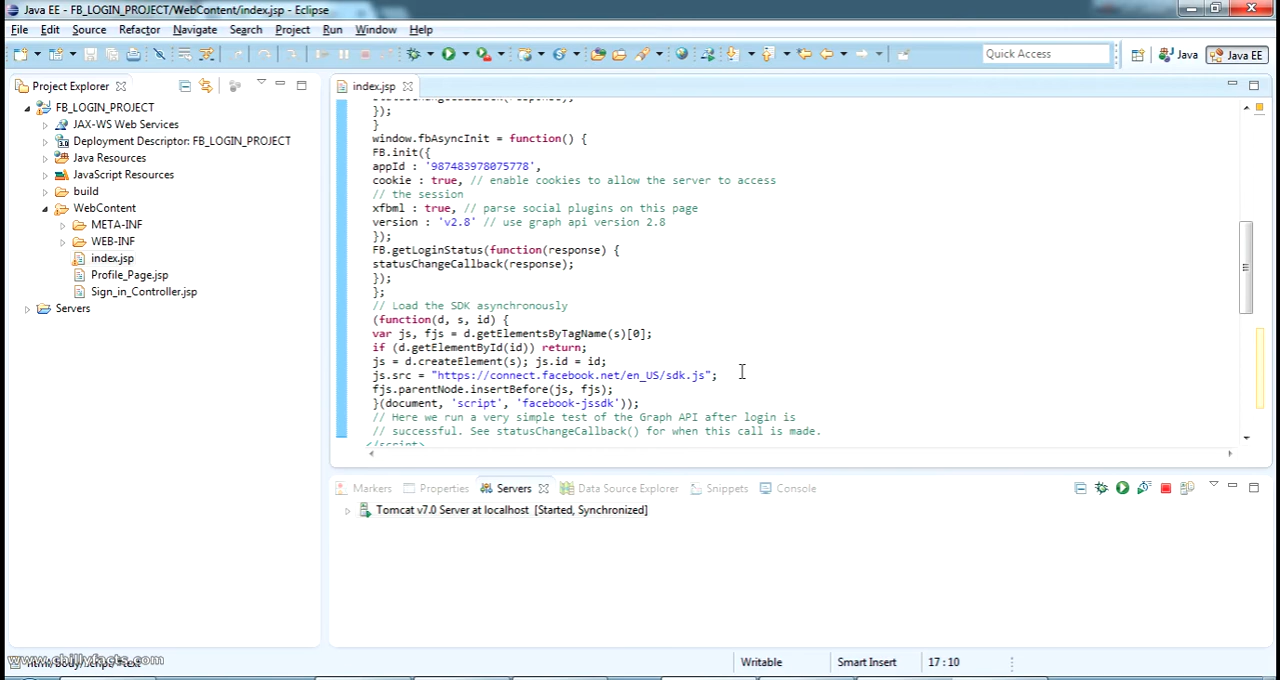 Java EE - FB_LOGIN_PROJECT/WebContent/index.jsp - Eclipse
File Edit Source Refactor Navigate Search Project Run Window Help
Quick Access
Java
Java EE
Project Explorer
FB_LOGIN_PROJECT
JAX-WS Web Services
Deployment Descriptor: FB_LOGIN_PROJECT
Java Resources
JavaScript Resources
build
WebContent
META-INF
WEB-INF
index.jsp
Profile_Page.jsp
Sign_in_Controller.jsp
Servers
index.jsp
statusChangeCallback(response);
});
}
window.fbAsyncInit = function() {
FB.init({
appId : '987483978075778',
cookie : true, // enable cookies to allow the server to access
// the session
xfbml : true, // parse social plugins on this page
version : 'v2.8' // use graph api version 2.8
});
FB.getLoginStatus(function(response) {
statusChangeCallback(response);
});
};
// Load the SDK asynchronously
(function(d, s, id) {
var js, fjs = d.getElementsByTagName(s)[0];
if (d.getElementById(id)) return;
js = d.createElement(s); js.id = id;
js.src = "https://connect.facebook.net/en_US/sdk.js";
fjs.parentNode.insertBefore(js, fjs);
}(document, 'script', 'facebook-jssdk'));
// Here we run a very simple test of the Graph API after login is
// successful. See statusChangeCallback() for when this call is made.
</script>
Markers Properties Servers Data Source Explorer Snippets Console
Tomcat v7.0 Server at localhost [Started, Synchronized]
www.chillyfacts.com
Writable Smart Insert 17:10